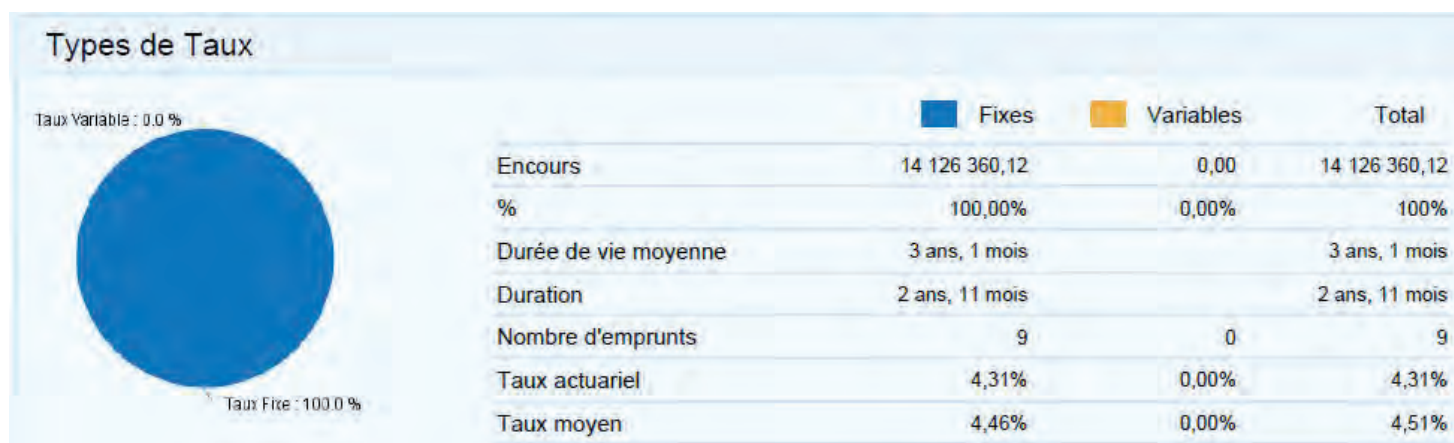 Types de Taux
Taux Variable : 0.0 %
Fixes Variables Total
Encours 14 126 360,12 0,00 14 126 360,12
% 100,00% 0,00% 100%
Durée de vie moyenne 3 ans, 1 mois 3 ans, 1 mois
Duration 2 ans, 11 mois 2 ans, 11 mois
Nombre d'emprunts 9 0 9
Taux actuariel 4,31% 0,00% 4,31%
Taux Fixe : 100.0 %
Taux moyen 4,46% 0,00% 4,51%